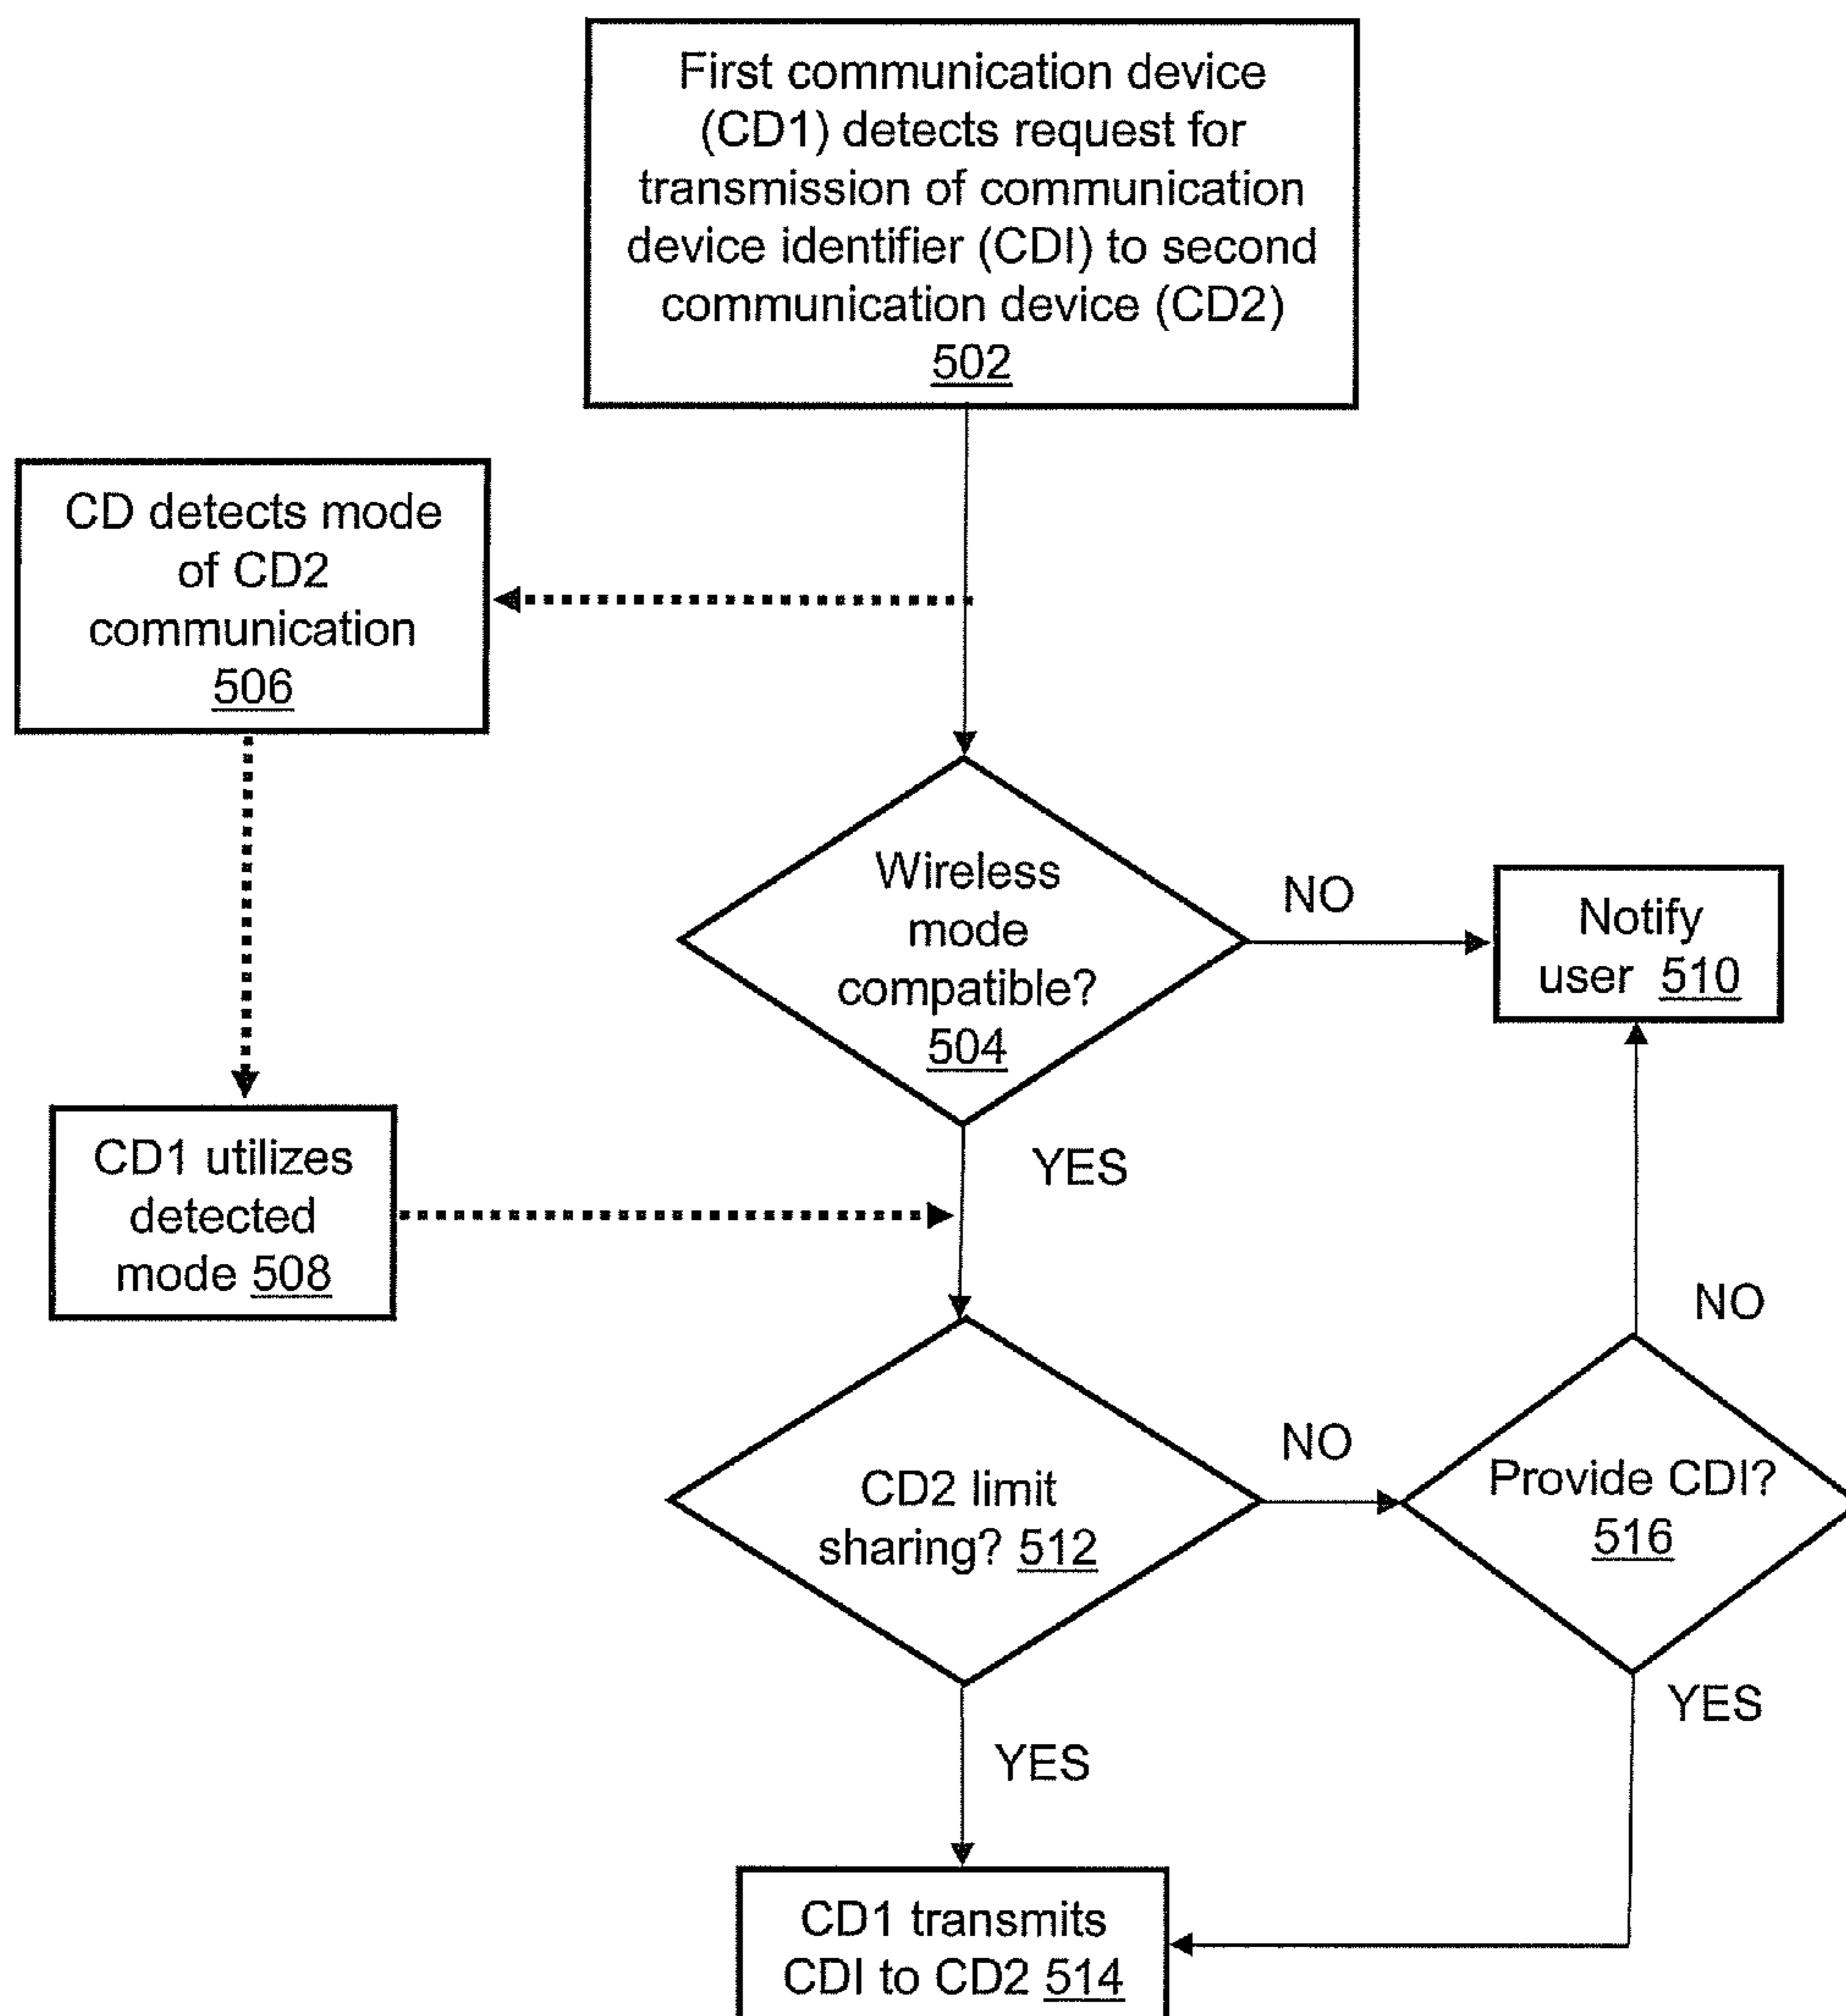 First communication device
(CD1) detects request for
transmission of communication
device identifier (CDI) to second
communication device (CD2)
502
CD detects mode
of CD2
communication
506
Wireless
mode
compatible?
504
NO
Notify
user 510
YES
CD1 utilizes
detected
mode 508
NO
CD2 limit
sharing? 512
NO
Provide CDI?
516
YES
YES
CD1 transmits
CDI to CD2 514